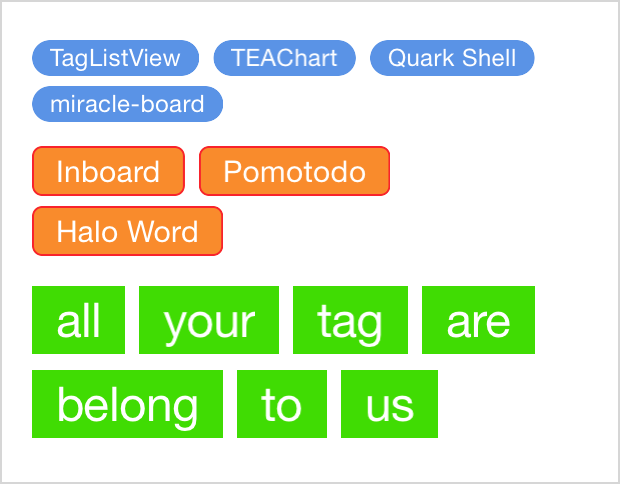 TagListView TEAChart Quark Shell
miracle-board
Inboard Pomotodo
Halo Word
all your tag are
belong to us